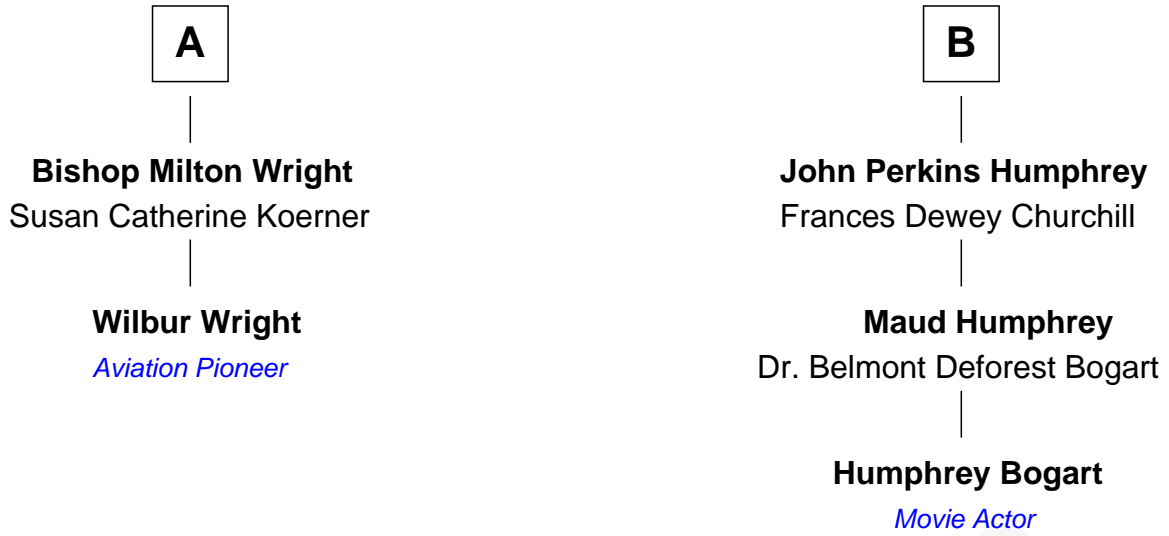 A
Bishop Milton Wright
Susan Catherine Koerner
Wilbur Wright
Aviation Pioneer
B
John Perkins Humphrey
Frances Dewey Churchill
Maud Humphrey
Dr. Belmont Deforest Bogart
Humphrey Bogart
Movie Actor